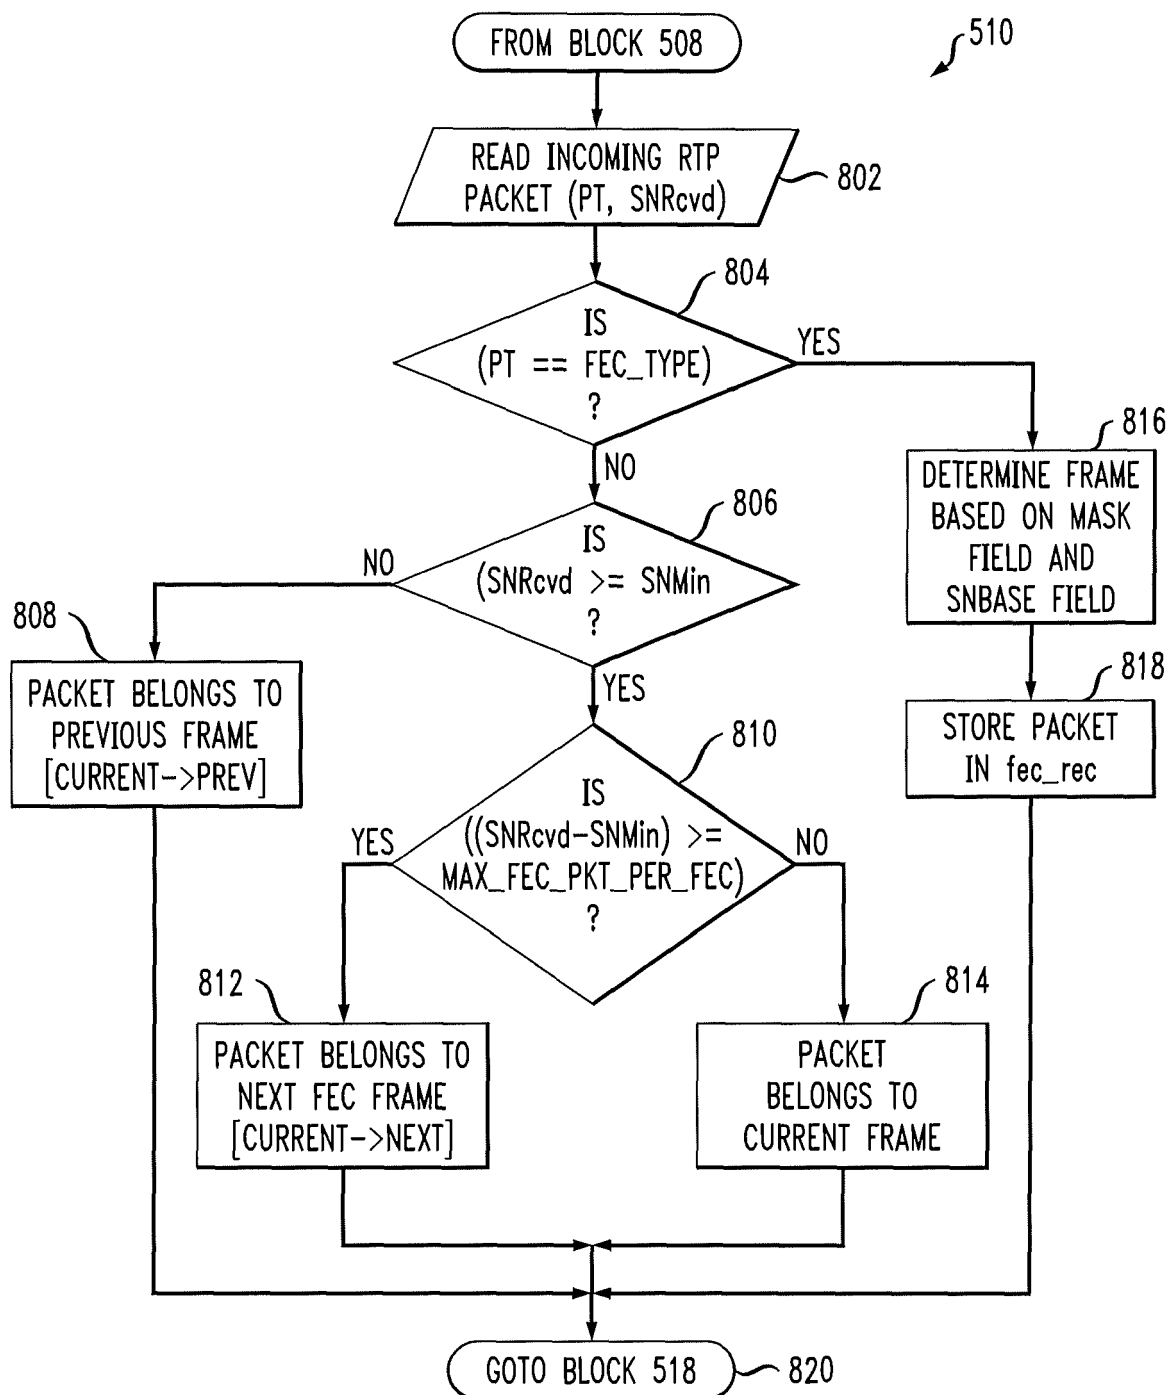 FROM BLOCK 508
510
READ INCOMING RTP
PACKET (PT, SNRcvd)
802
804
IS
(PT == FEC_TYPE)
?
YES
NO
816
DETERMINE FRAME
BASED ON MASK
FIELD AND
SNBASE FIELD
806
IS
(SNRcvd >= SNMin
?
NO
YES
808
PACKET BELONGS TO
PREVIOUS FRAME
[CURRENT->PREV]
818
STORE PACKET
IN fec_rec
810
IS
((SNRcvd-SNMin) >=
MAX_FEC_PKT_PER_FEC)
?
YES
NO
812
PACKET BELONGS TO
NEXT FEC FRAME
[CURRENT->NEXT]
814
PACKET
BELONGS TO
CURRENT FRAME
GOTO BLOCK 518
820